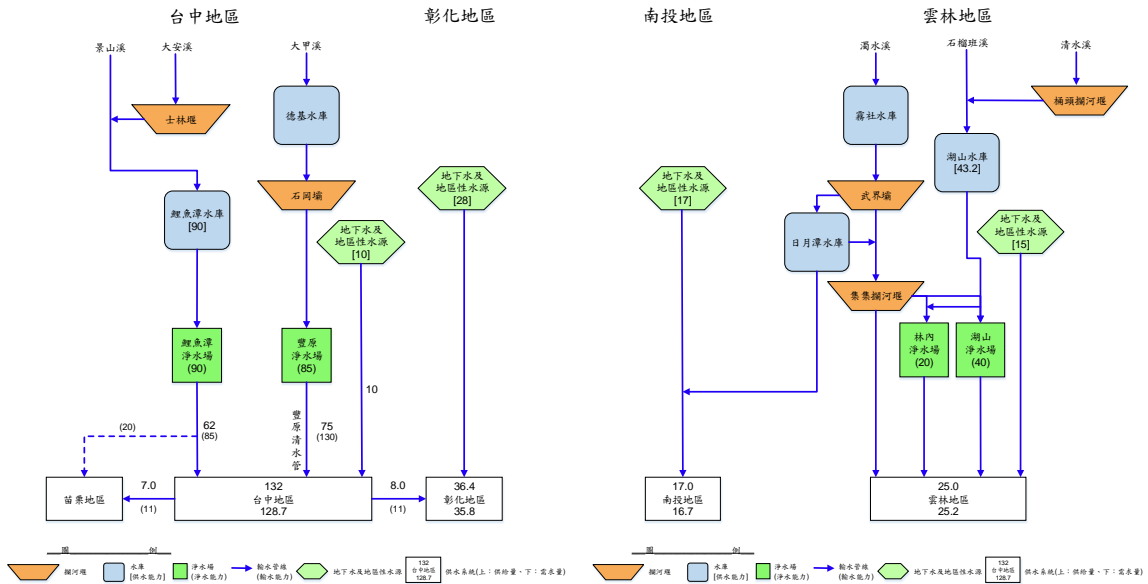 台中地區
彰化地區
南投地區
雲林地區
景山溪
大安溪
大甲溪
濁水溪
石榴班溪
清水溪
士林堰
德基水庫
霧社水庫
桶頭攔河堰
湖山水庫
[43.2]
鯉魚潭水庫
[90]
石岡壩
地下水及
地區性水源
[10]
地下水及
地區性水源
[28]
地下水及
地區性水源
[17]
武界壩
日月潭水庫
地下水及
地區性水源
[15]
集集攔河堰
鯉魚潭
淨水場
(90)
豐原
淨水場
(85)
林內
淨水場
(20)
湖山
淨水場
(40)
10
(20)
62
(85)
豐原清水管
75
(130)
苗栗地區
7.0
(11)
132
台中地區
128.7
8.0
(11)
36.4
彰化地區
35.8
17.0
南投地區
16.7
25.0
雲林地區
25.2
圖 例
攔河堰
水庫
[供水能力]
淨水場
(淨水能力)
輸水管線
(輸水能力)
地下水及地區性水源
132
台中地區
128.7
供水系統(上：供給量、下：需求量)
圖 例
攔河堰
水庫
[供水能力]
淨水場
(淨水能力)
輸水管線
(輸水能力)
地下水及地區性水源
132
台中地區
128.7
供水系統(上：供給量、下：需求量)